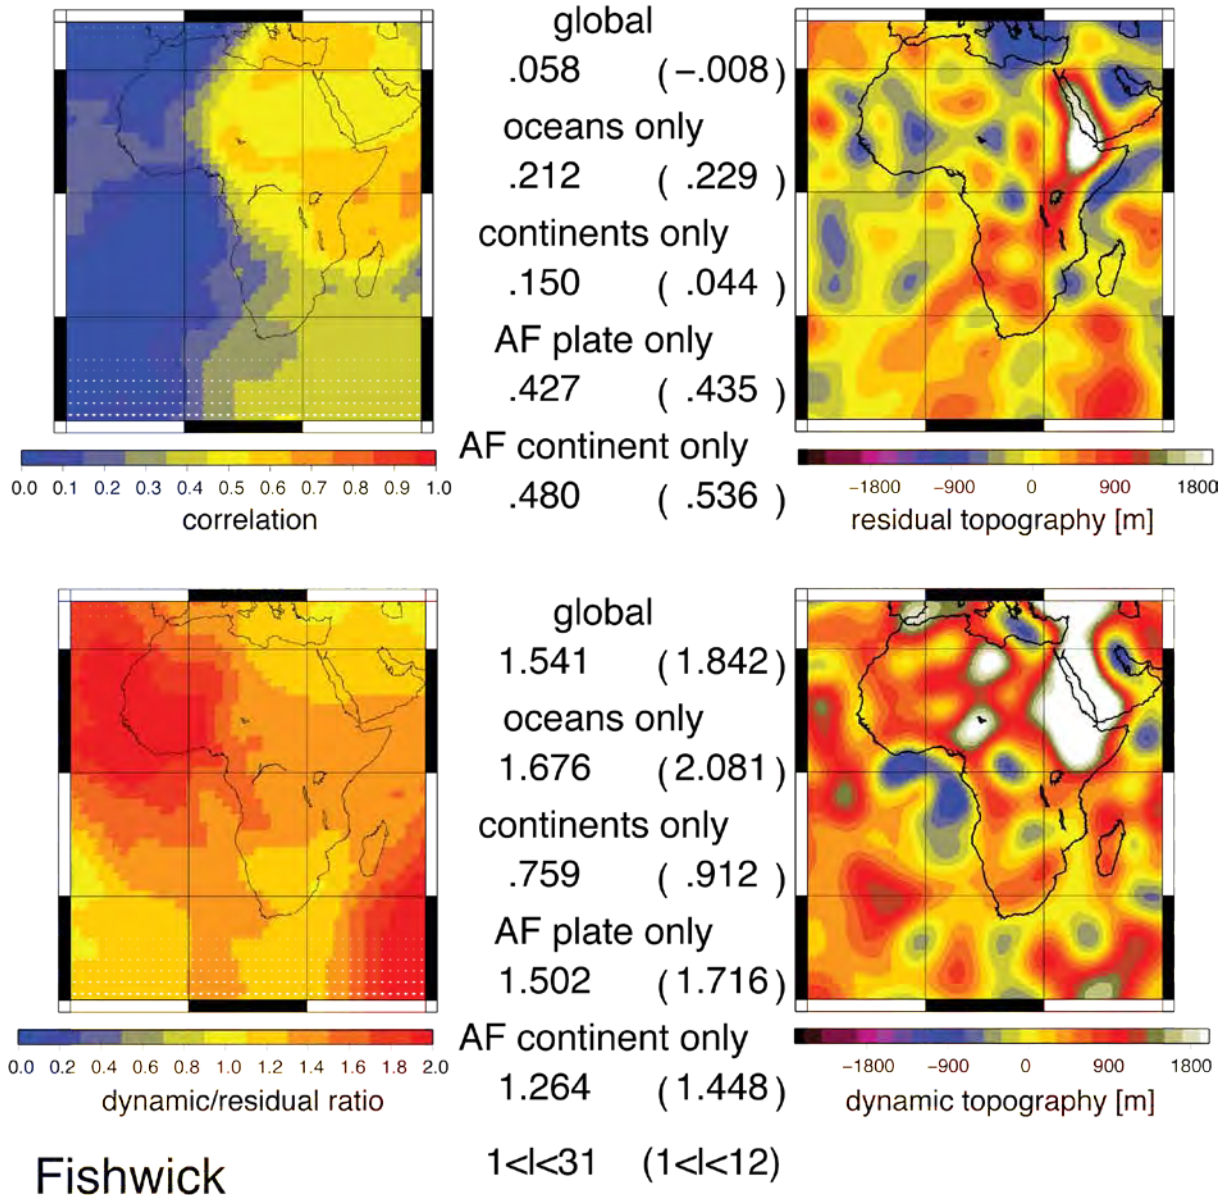 global
.058 (−.008)
oceans only
.212 ( .229 )
continents only
.150 ( .044 )
AF plate only
.427 ( .435 )
AF continent only
.480 ( .536 )
0.0 0.1 0.2 0.3 0.4 0.5 0.6 0.7 0.8 0.9 1.0
correlation
−1800 −900 0 900 1800
residual topography [m]
global
1.541 (1.842)
oceans only
1.676 (2.081)
continents only
.759 ( .912 )
AF plate only
1.502 (1.716)
AF continent only
1.264 (1.448)
0.0 0.2 0.4 0.6 0.8 1.0 1.2 1.4 1.6 1.8 2.0
dynamic/residual ratio
−1800 −900 0 900 1800
dynamic topography [m]
Fishwick
1<l<31 (1<l<12)